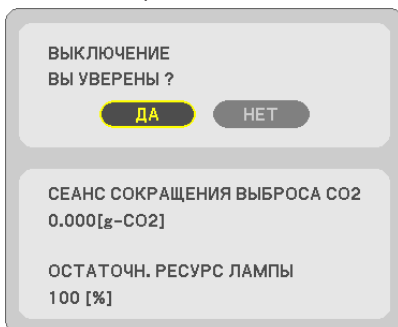 ВЫКЛЮЧЕНИЕ
ВЫ УВЕРЕНЫ ?
ДА НЕТ
СЕАНС СОКРАЩЕНИЯ ВЫБРОСА CO2
0.000[g-CO2]
ОСТАТОЧН. РЕСУРС ЛАМПЫ
100 [%]